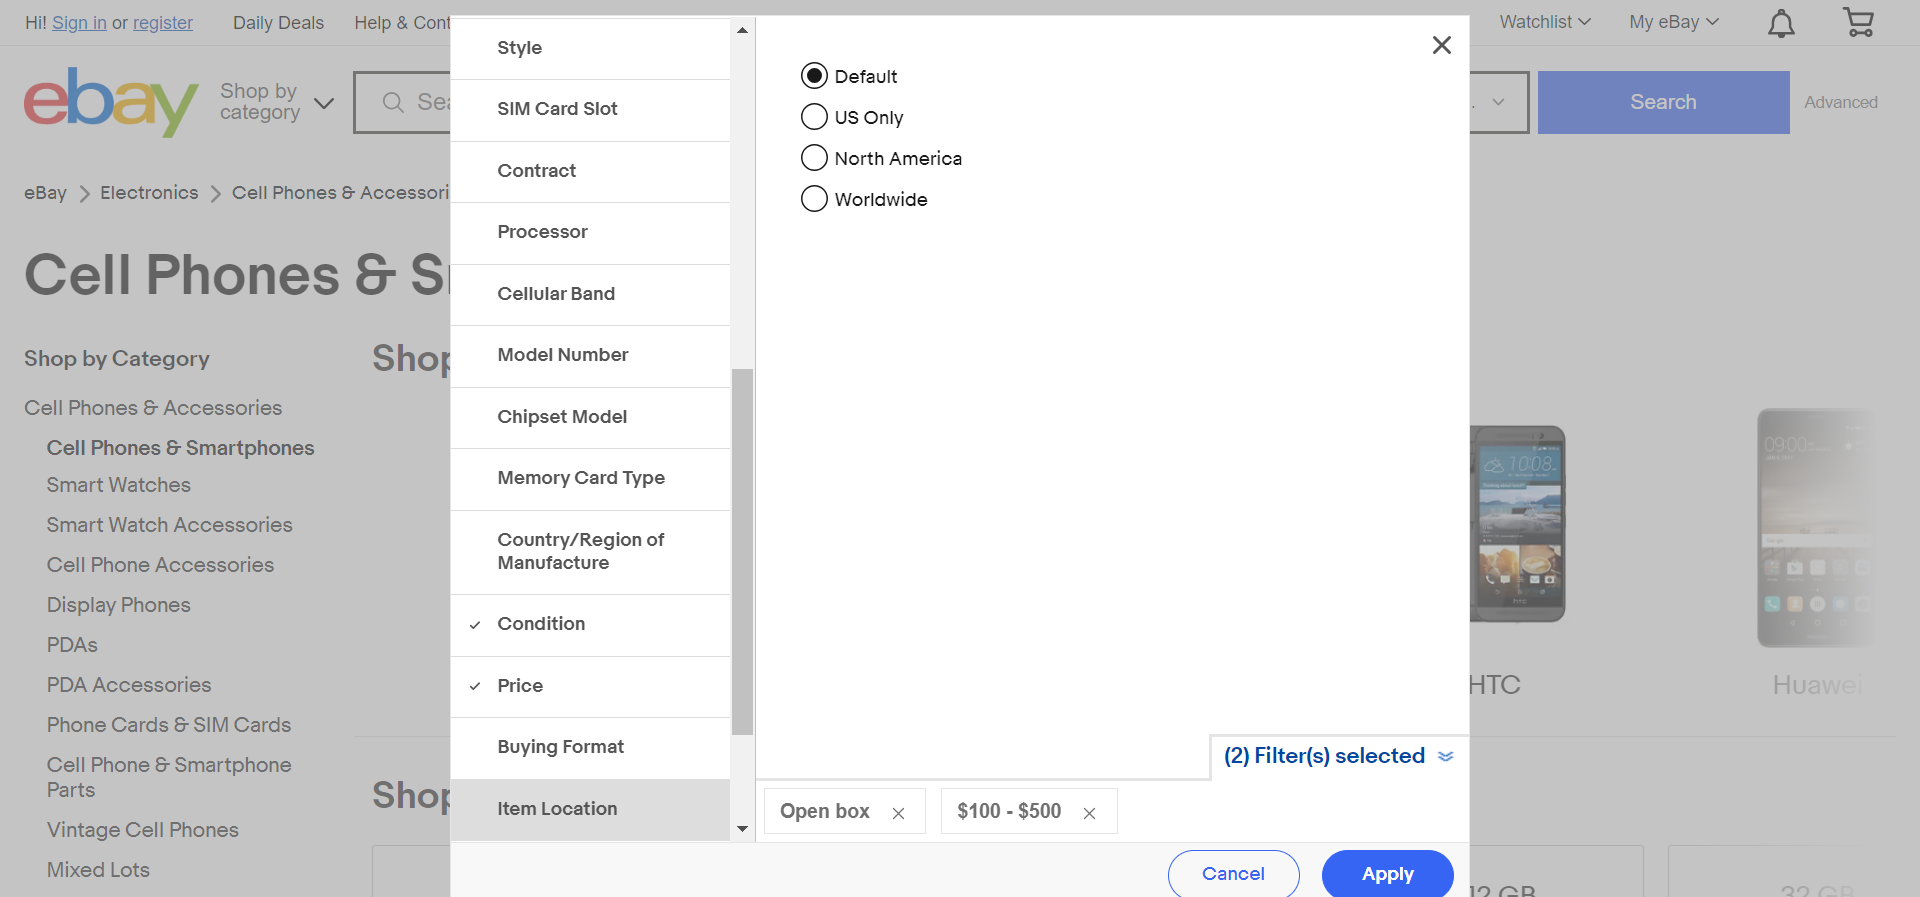 Hi! Sign in or register
Daily Deals
Help & Cont
Watchlist
My eBay
ebay
Shop by
category
Sea
Search
Advanced
eBay
Electronics
Cell Phones & Accessori
Cell Phones & S
Shop by Category
Cell Phones & Accessories
Cell Phones & Smartphones
Smart Watches
Smart Watch Accessories
Cell Phone Accessories
Display Phones
PDAs
PDA Accessories
Phone Cards & SIM Cards
Cell Phone & Smartphone
Parts
Vintage Cell Phones
Mixed Lots
Shop
Shop
Style
SIM Card Slot
Contract
Processor
Cellular Band
Model Number
Chipset Model
Memory Card Type
Country/Region of
Manufacture
Condition
Price
Buying Format
Item Location
Default
US Only
North America
Worldwide
(2) Filter(s) selected
Open box
$100 - $500
Cancel
Apply
10:08
09:00
HTC
Huawei
12 GB
32 GB